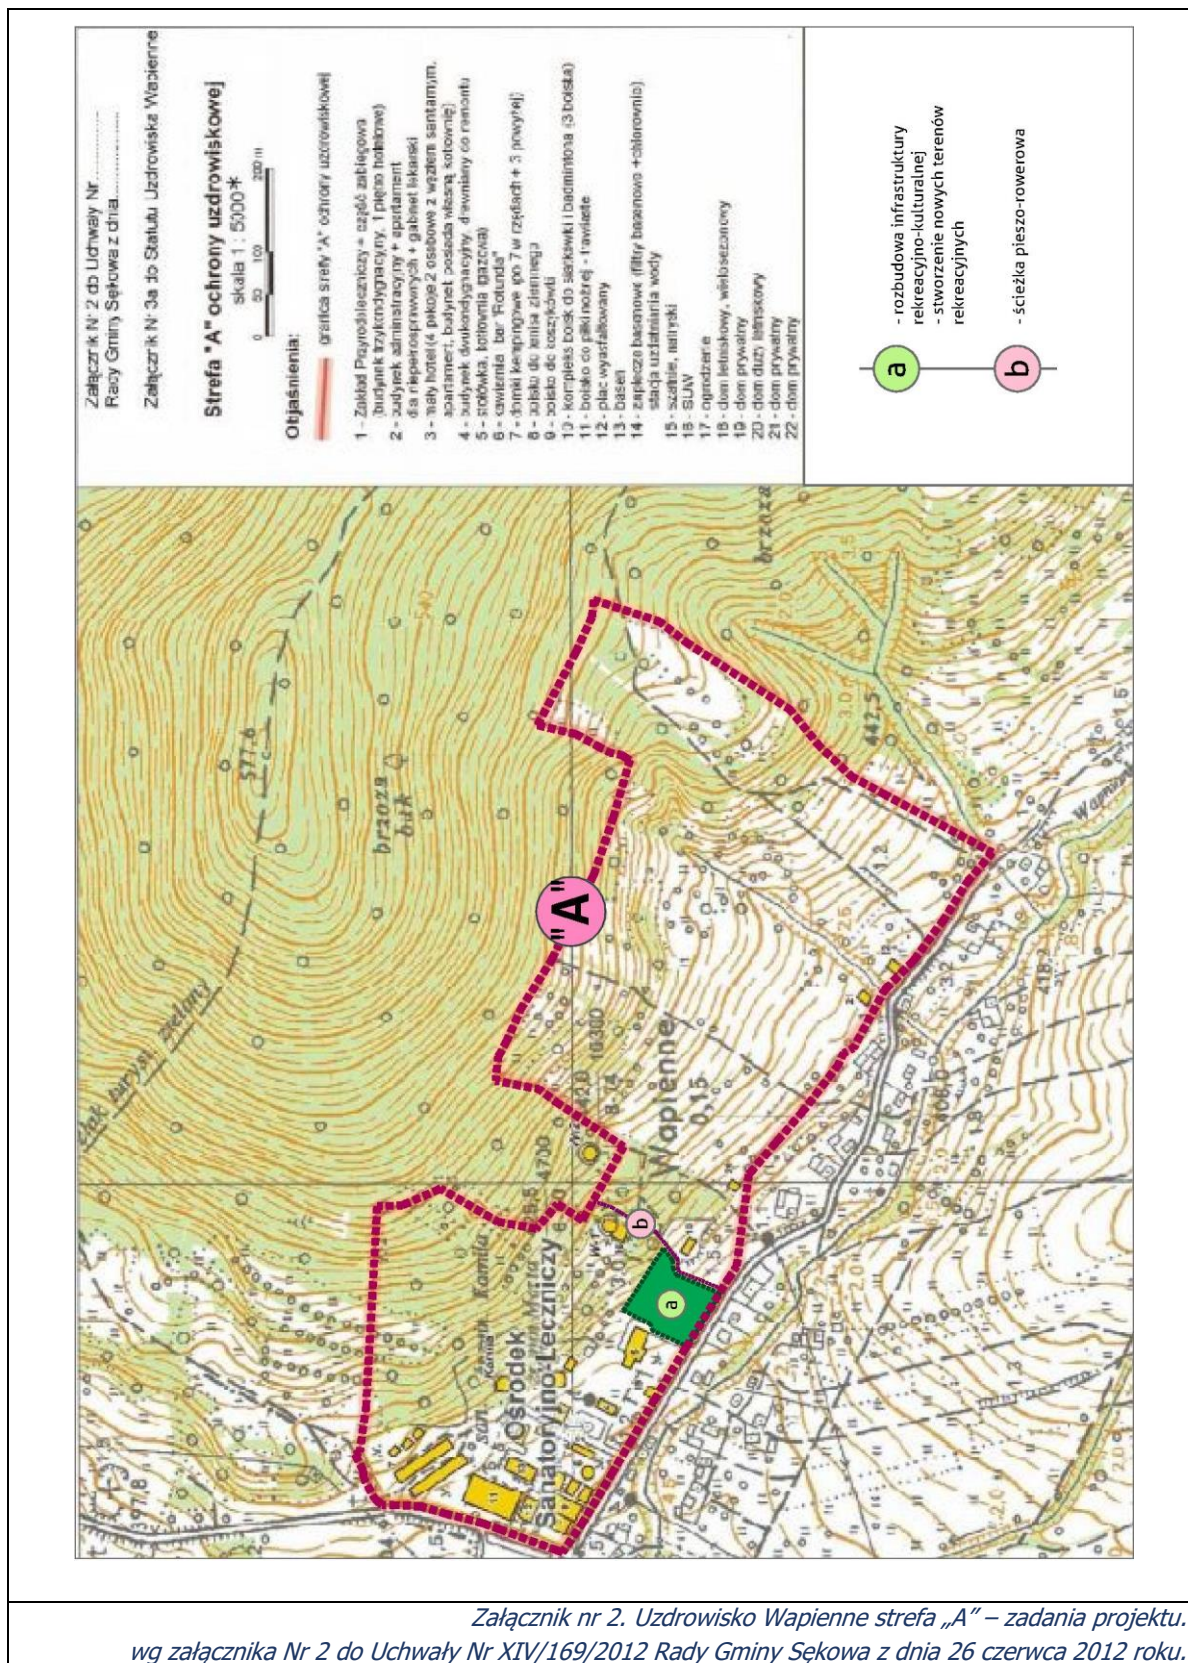 Załącznik Nr 2 do Uchwały Nr ..............
Rady Gminy Sękowa z dnia..................
Załącznik Nr 3a do Statutu Uzdrowiska Wapienne
Strefa "A" ochrony uzdrowiskowej
skala 1 : 5000*
0 50 100 200 m
Objaśnienia:
granica strefy "A" ochrony uzdrowiskowej
1 - Zakład Przyrodoleczniczy + część zabiegowa
(budynek trzykondygnacyjny, 1 piętro hotelowe)
2 - budynek administracyjny + apartament
dla niepełnosprawnych + gabinet lekarski
3 - mały hotel (4 pokoje 2 osobowe z węzłem sanitarnym,
apartament, budynek posiada własną kotłownię)
4 - budynek dwukondygnacyjny, drewniany do remontu
5 - stołówka, kotłownia (gazowa)
6 - kawiarnia bar "Rotunda"
7 - domki kempingowe (po 7 w rzędach + 3 powyżej)
8 - boisko do tenisa ziemnego
9 - boisko do koszykówki
10 - kompleks boisk do siatkówki i badmintona (3 boiska)
11 - boisko do piłki nożnej - trawiaste
12 - plac wyasfaltowany
13 - basen
14 - zaplecze basenowe (filtry basenowe + chlorownia)
stacja uzdatniania wody
15 - szatnie, natryski
16 - SUW
17 - ogrodzenie
18 - dom letniskowy, wielosezonowy
19 - dom prywatny
20 - dom duży letniskowy
21 - dom prywatny
22 - dom prywatny
a
- rozbudowa infrastruktury
rekreacyjno-kulturalnej
- stworzenie nowych terenów
rekreacyjnych
b
- ścieżka pieszo-rowerowa
577,6
brzoza
buk
540
"A"
brzoza
442,5
Wapienne
0,15
418,2
Ośrodek
Sanatoryjno-Leczniczy
san. Kamila
a
b
Załącznik nr 2. Uzdrowisko Wapienne strefa „A” – zadania projektu.
wg załącznika Nr 2 do Uchwały Nr XIV/169/2012 Rady Gminy Sękowa z dnia 26 czerwca 2012 roku.